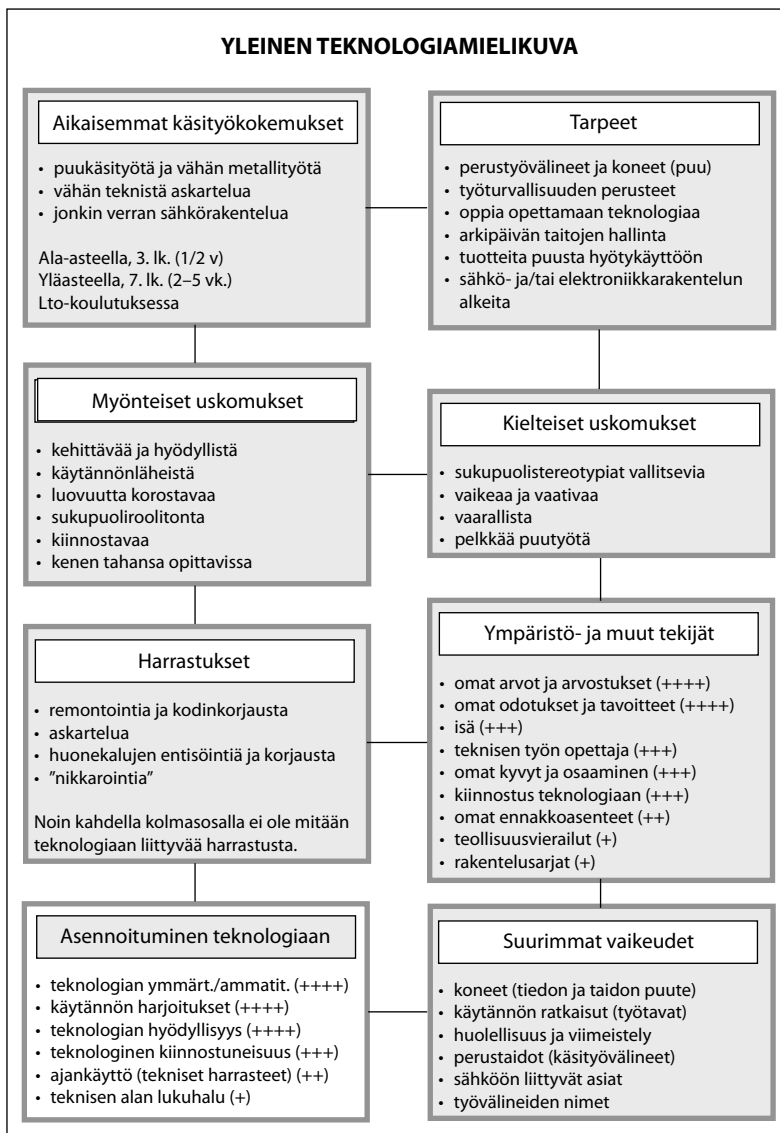 YLEINEN TEKNOLOGIAMIELIKUVA
Aikaisemmat käsityökokemukset
• puukäsityötä ja vähän metallityötä
• vähän teknistä askartelua
• jonkin verran sähkörakentelua
Ala-asteella, 3. lk. (1/2 v)
Yläasteella, 7. lk. (2–5 vk.)
Lto-koulutuksessa
Tarpeet
• perustyövälineet ja koneet (puu)
• työturvallisuuden perusteet
• oppia opettamaan teknologiaa
• arkipäivän taitojen hallinta
• tuotteita puusta hyötykäyttöön
• sähkö- ja/tai elektroniikkarakentelun
alkeita
Myönteiset uskomukset
• kehittävää ja hyödyllistä
• käytännönläheistä
• luovuutta korostavaa
• sukupuoliroolitonta
• kiinnostavaa
• kenen tahansa opittavissa
Kielteiset uskomukset
• sukupuolistereotypiat vallitsevia
• vaikeaa ja vaativaa
• vaarallista
• pelkkää puutyötä
Harrastukset
• remontointia ja kodinkorjausta
• askartelua
• huonekalujen entisöintiä ja korjausta
• ”nikkarointia”
Noin kahdella kolmasosalla ei ole mitään
teknologiaan liittyvää harrastusta.
Ympäristö- ja muut tekijät
• omat arvot ja arvostukset (++++)
• omat odotukset ja tavoitteet (++++)
• isä (+++)
• teknisen työn opettaja (+++)
• omat kyvyt ja osaaminen (+++)
• kiinnostus teknologiaan (+++)
• omat ennakkoasenteet (++)
• teollisuusvierailut (+)
• rakentelusarjat (+)
Asennoituminen teknologiaan
• teknologian ymmärt./ammatit. (++++)
• käytännön harjoitukset (++++)
• teknologian hyödyllisyys (++++)
• teknologinen kiinnostuneisuus (+++)
• ajankäyttö (tekniset harrasteet) (++)
• teknisen alan lukuhalu (+)
Suurimmat vaikeudet
• koneet (tiedon ja taidon puute)
• käytännön ratkaisut (työtavat)
• huolellisuus ja viimeistely
• perustaidot (käsityövälineet)
• sähköön liittyvät asiat
• työvälineiden nimet